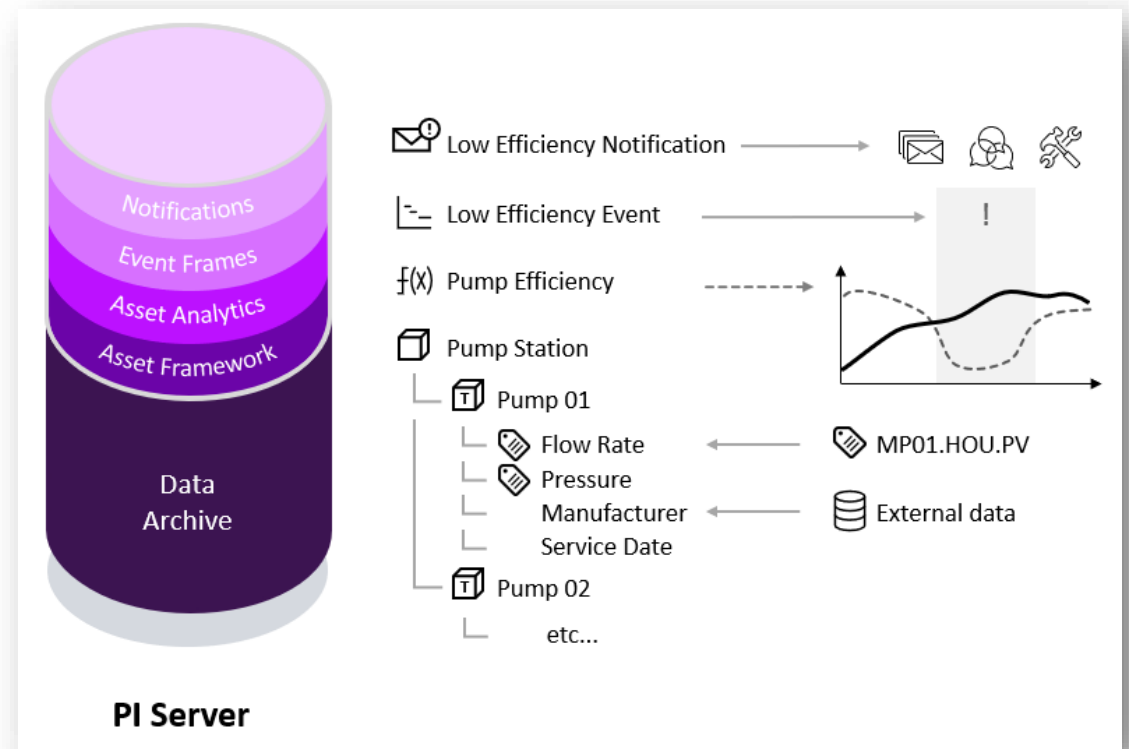 Notifications
Event Frames
Asset Analytics
Asset Framework
Data
Archive
PI Server
Low Efficiency Notification
Low Efficiency Event
!
f(x) Pump Efficiency
Pump Station
T Pump 01
Flow Rate
MP01.HOU.PV
Pressure
Manufacturer
External data
Service Date
T Pump 02
etc...